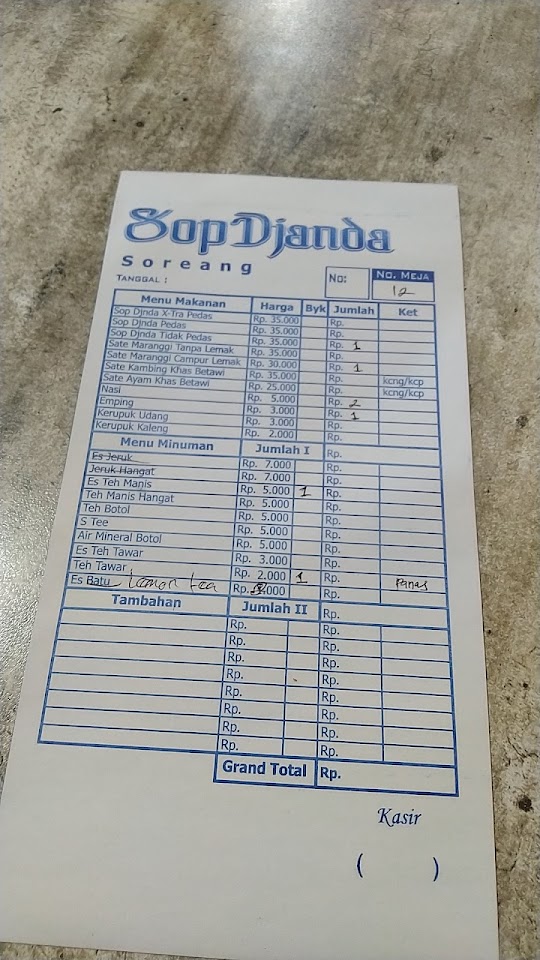 Sop Djanda
Soreang
TANGGAL :
No:
No. Meja
12
Menu Makanan Harga Byk Jumlah Ket
Sop Djnda X-Tra Pedas Rp. 35.000 Rp.
Sop Djnda Pedas Rp. 35.000 Rp.
Sop Djnda Tidak Pedas Rp. 35.000 Rp. 1
Sate Maranggi Tanpa Lemak Rp. 35.000 Rp.
Sate Maranggi Campur Lemak Rp. 30.000 Rp. 1
Sate Kambing Khas Betawi Rp. 35.000 Rp. kcng/kcp
Sate Ayam Khas Betawi Rp. 25.000 Rp. kcng/kcp
Nasi Rp. 5.000 Rp. 2
Emping Rp. 3.000 Rp. 1
Kerupuk Udang Rp. 3.000 Rp.
Kerupuk Kaleng Rp. 2.000 Rp.
Menu Minuman Jumlah I Rp.
Es Jeruk Rp. 7.000 Rp.
Jeruk Hangat Rp. 7.000 Rp.
Es Teh Manis Rp. 5.000 1 Rp.
Teh Manis Hangat Rp. 5.000 Rp.
Teh Botol Rp. 5.000 Rp.
S Tee Rp. 5.000 Rp.
Air Mineral Botol Rp. 5.000 Rp.
Es Teh Tawar Rp. 3.000 Rp.
Teh Tawar Rp. 2.000 1 Rp. Panas
Es Batu Lemon tea Rp. Rp.
Tambahan Jumlah II Rp.
Rp. Rp.
Rp. Rp.
Rp. Rp.
Rp. Rp.
Rp. Rp.
Rp. Rp.
Rp. Rp.
Rp. Rp.
Grand Total Rp.
Kasir
( )